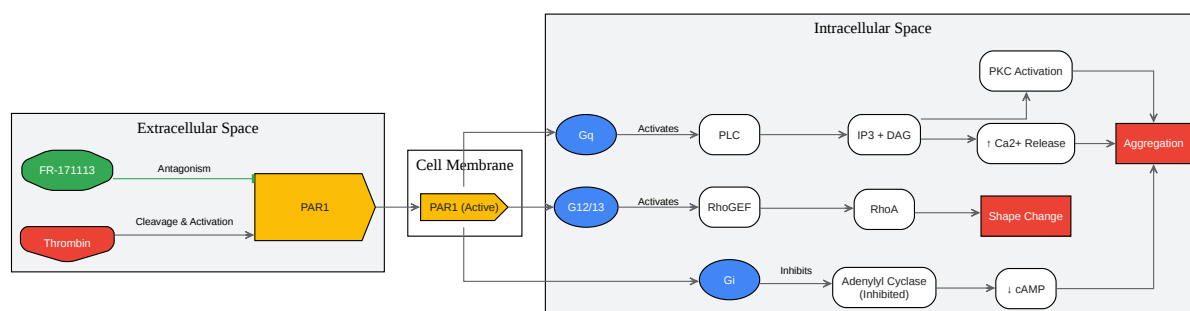 Intracellular Space
PKC Activation
Extracellular Space
FR-171113
Antagonism
PAR1
Cleavage & Activation
Thrombin
Cell Membrane
PAR1 (Active)
Gq
Activates
PLC
IP3 + DAG
↑ Ca2+ Release
Aggregation
G12/13
Activates
RhoGEF
RhoA
Shape Change
Gi
Inhibits
Adenylyl Cyclase
(Inhibited)
↓ cAMP